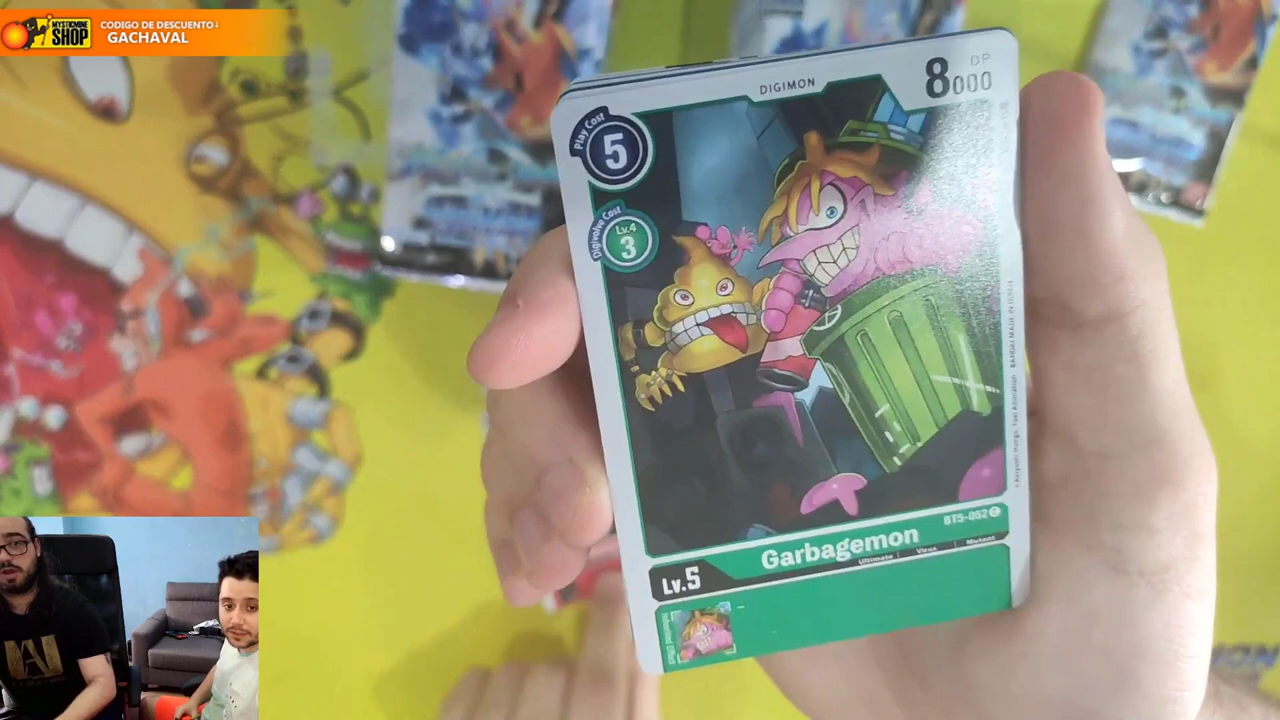 MYSTICMINE
SHOP
CODIGO DE DESCUENTO↓
GACHAVAL
DIGIMON
8000
DP
Play Cost
5
Digivolve Cost
Lv.4
3
BT5-052 C
Garbagemon
Lv.5
Ultimate
Virus
Mutant